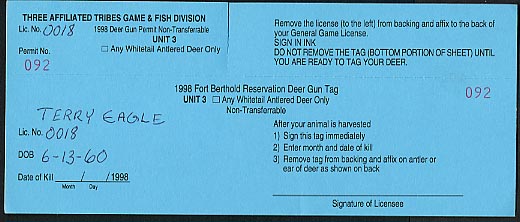 THREE AFFILIATED TRIBES GAME & FISH DIVISION
Lic. No. 0018 1998 Deer Gun Permit Non-Transferrable
UNIT 3
Permit No. □ Any Whitetail Antlered Deer Only
092
Remove the license (to the left) from backing and affix to the back of
your General Game License.
SIGN IN INK
DO NOT REMOVE THE TAG (BOTTOM PORTION OF SHEET) UNTIL
YOU ARE READY TO TAG YOUR DEER.
1998 Fort Berthold Reservation Deer Gun Tag
UNIT 3 □ Any Whitetail Antlered Deer Only
Non-Transferrable
092
TERRY EAGLE
Lic. No. 0018
DOB 6-13-60
Date of Kill / / 1998
Month Day
After your animal is harvested
1) Sign this tag immediately
2) Enter month and date of kill
3) Remove tag from backing and affix on antler or
ear of deer as shown on back
Signature of Licensee